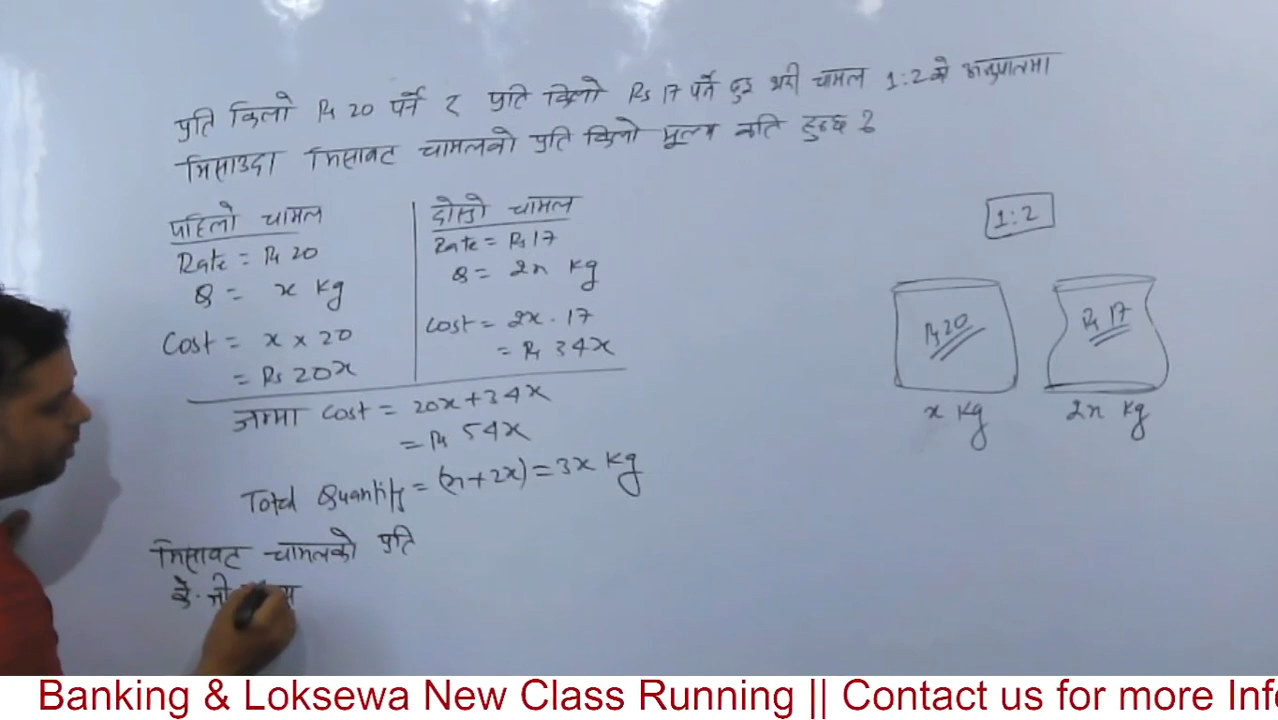 प्रति किलो Rs 20 पर्ने र प्रति किलो Rs 17 पर्ने दुइ थरी चामल 1:2 को अनुपातमा
मिसाउदा मिसावट चामलको प्रति किलो मूल्य कति हुन्छ ?
पहिलो चामल
Rate = Rs 20
Q = x Kg
Cost = x × 20
= Rs 20x
दोस्रो चामल
Rate = Rs 17
Q = 2x Kg
Cost = 2x . 17
= Rs 34x
जम्मा Cost = 20x + 34x
= Rs 54x
Total Quantity = (x + 2x) = 3x Kg
मिसावट चामलको प्रति
के. जी
1:2
Rs 20
x Kg
Rs 17
2x Kg
Banking & Loksewa New Class Running || Contact us for more Info